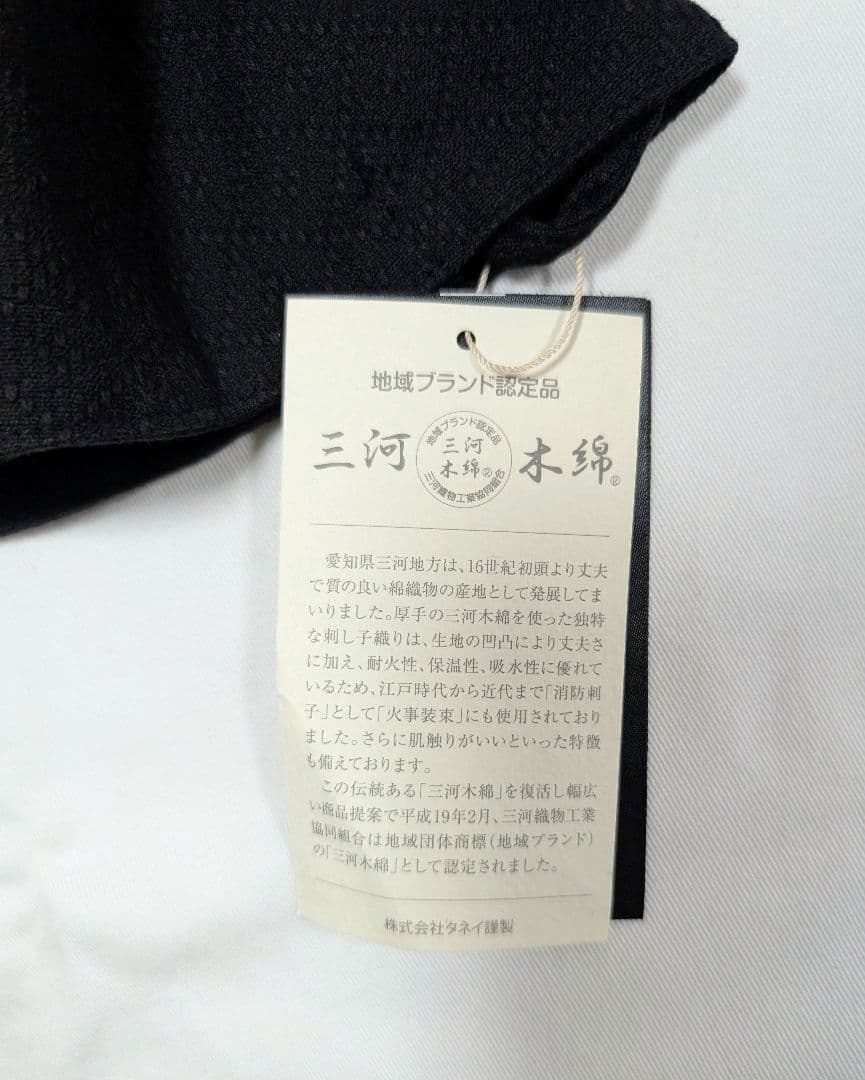 地域ブランド認定品
三河
地域ブランド認定品
三河
木綿®
三河織物工業協同組合
木綿®
愛知県三河地方は、16世紀初頭より丈夫
で質の良い綿織物の産地として発展してま
いりました。厚手の三河木綿を使った独特
な刺し子織りは、生地の凹凸により丈夫さ
に加え、耐火性、保温性、吸水性に優れて
いるため、江戸時代から近代まで「消防刺
子」として「火事装束」にも使用されており
ました。さらに肌触りがいいといった特徴
も備えております。
この伝統ある「三河木綿」を復活し幅広
い商品提案で平成19年2月、三河織物工業
協同組合は地域団体商標(地域ブランド)
の「三河木綿」として認定されました。
株式会社タネイ謹製